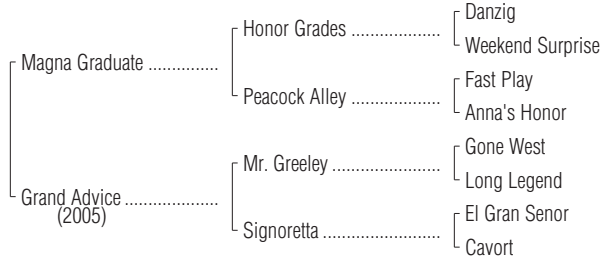 Danzig
Honor Grades ...................
Weekend Surprise
Magna Graduate ...............
Fast Play
Peacock Alley ...................
Anna's Honor
Gone West
Mr. Greeley .......................
Long Legend
Grand Advice ....................
(2005)
El Gran Senor
Signoretta .........................
Cavort